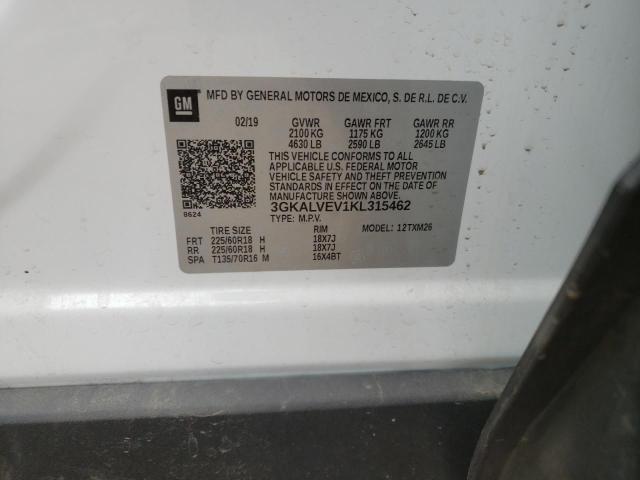 GM
MFD BY GENERAL MOTORS DE MEXICO, S. DE R.L. DE C.V.
02/19 GVWR GAWR FRT GAWR RR
2100 KG 1175 KG 1200 KG
4630 LB 2590 LB 2645 LB
THIS VEHICLE CONFORMS TO ALL
APPLICABLE U.S. FEDERAL MOTOR
VEHICLE SAFETY AND THEFT PREVENTION
STANDARDS IN EFFECT ON THE DATE OF
MANUFACTURE SHOWN ABOVE.
3GKALVEV1KL315462
9624
TYPE: M.P.V.
TIRE SIZE RIM MODEL: 12TXM26
FRT 225/60R18 H 18X7J
RR 225/60R18 H 18X7J
SPA T135/70R16 M 16X4BT